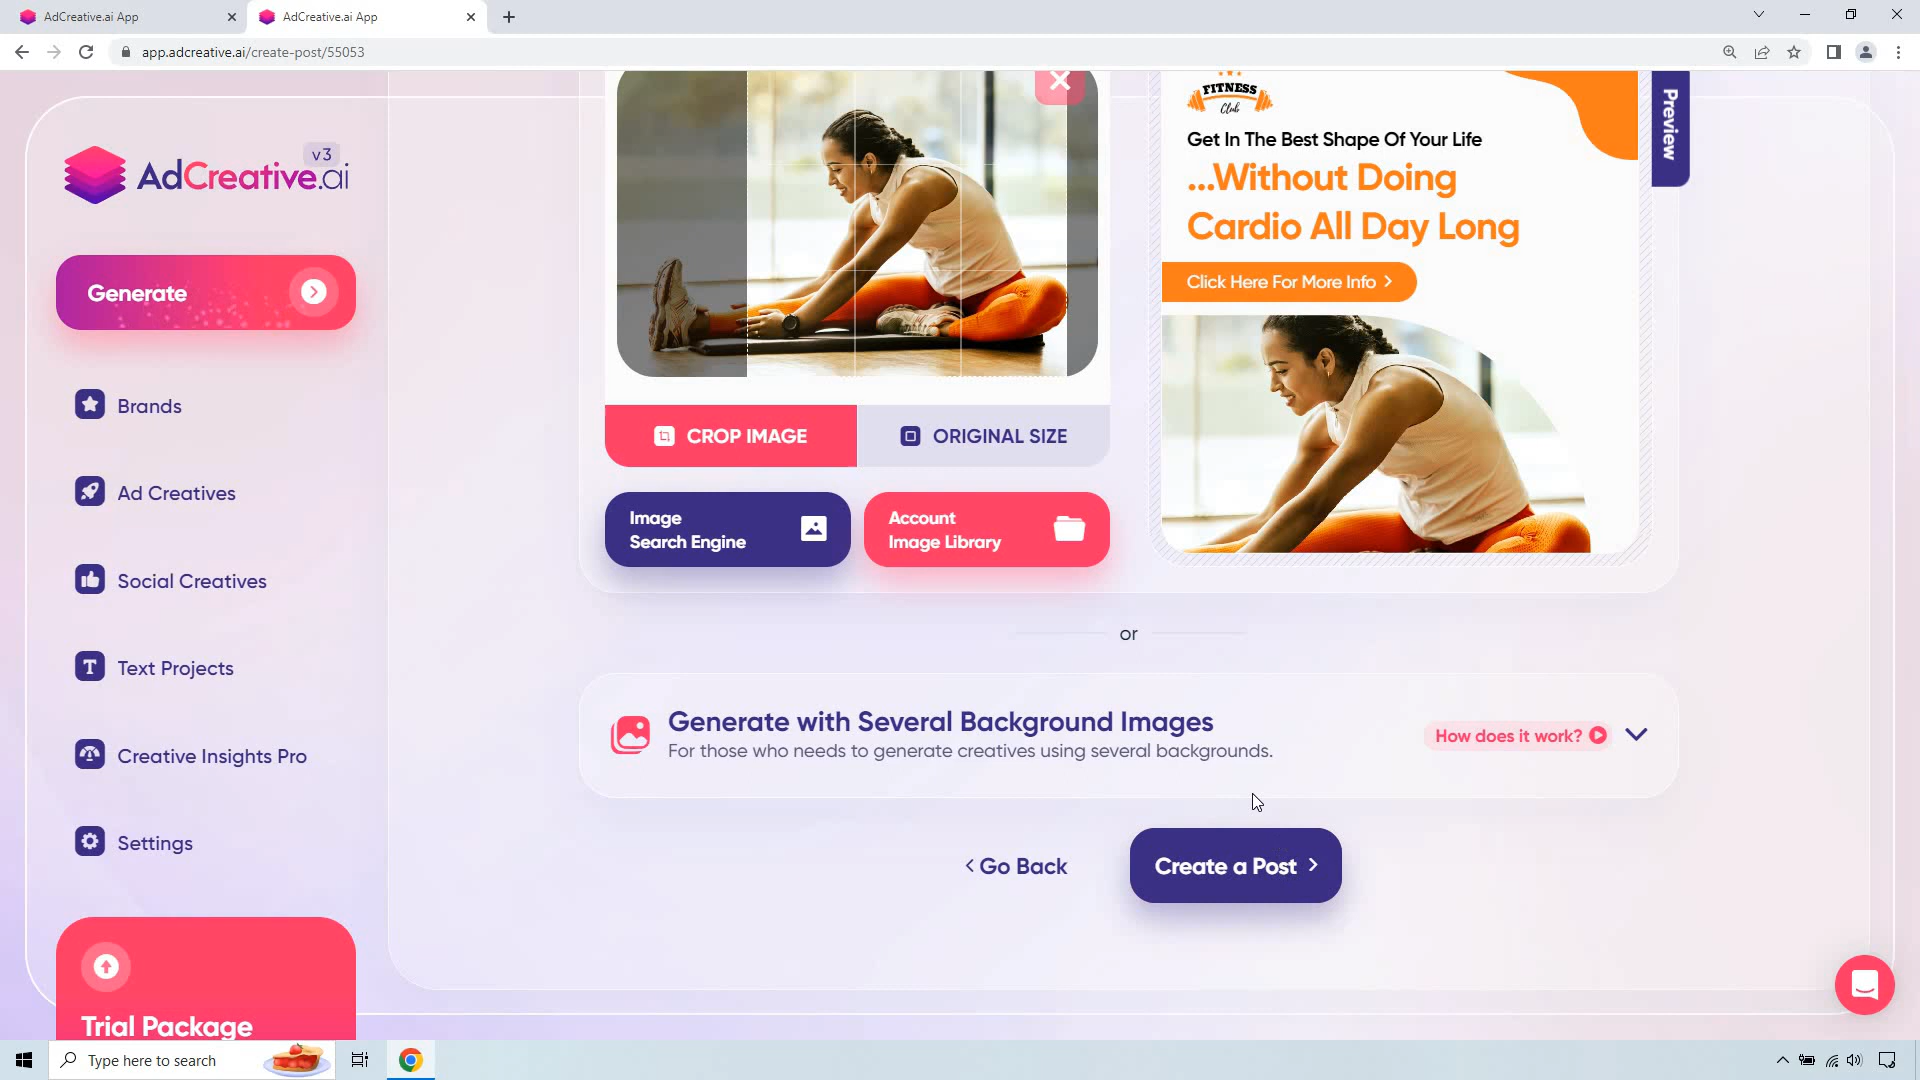 AdCreative.ai App
AdCreative.ai App
app.adcreative.ai/create-post/55053
v3
AdCreative.ai
Generate
Brands
Ad Creatives
Social Creatives
Text Projects
Creative Insights Pro
Settings
Trial Package
CROP IMAGE
ORIGINAL SIZE
Image
Search Engine
Account
Image Library
FITNESS
Club
Get In The Best Shape Of Your Life
...Without Doing
Cardio All Day Long
Click Here For More Info
Preview
or
Generate with Several Background Images
For those who needs to generate creatives using several backgrounds.
How does it work?
Go Back
Create a Post
Type here to search